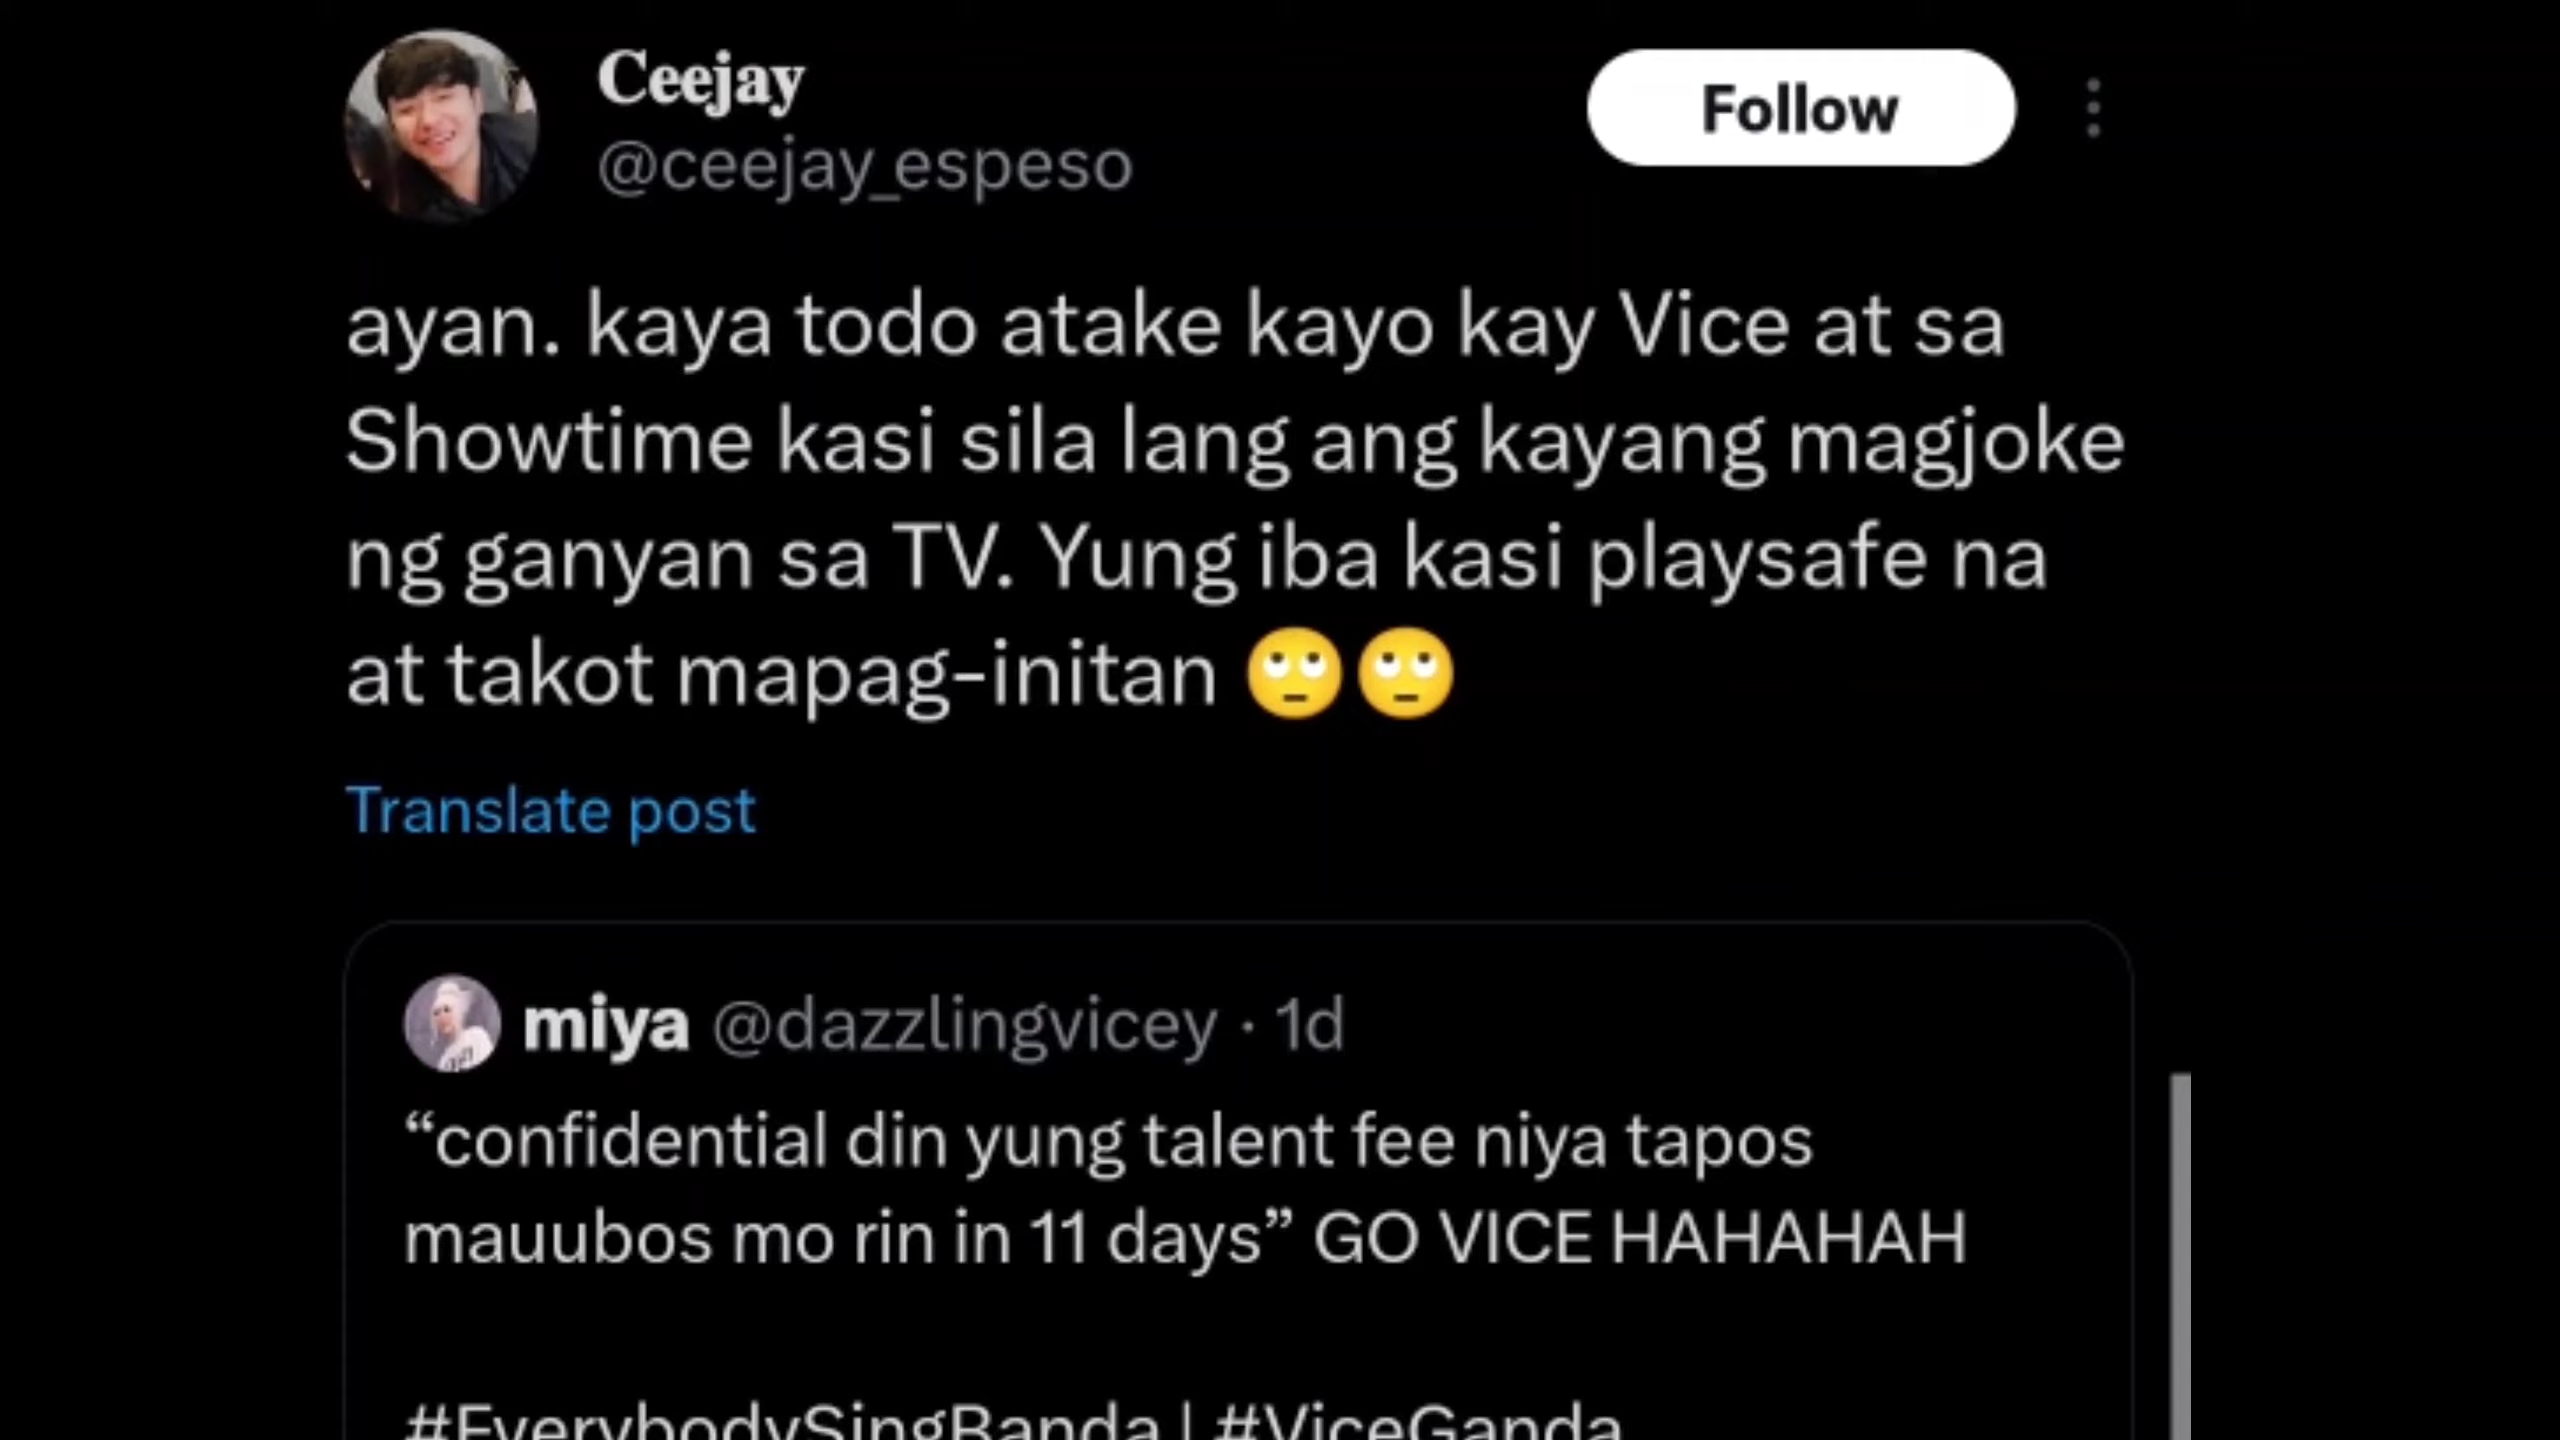 Ceejay
Follow
@ceejay_espeso
ayan. kaya todo atake kayo kay Vice at sa
Showtime kasi sila lang ang kayang magjoke
ng ganyan sa TV. Yung iba kasi playsafe na
at takot mapag-initan 🙄🙄
Translate post
miya @dazzlingvicey · 1d
“confidential din yung talent fee niya tapos
mauubos mo rin in 11 days” GO VICE HAHAHAH
#EverybodySingBanda | #ViceGanda